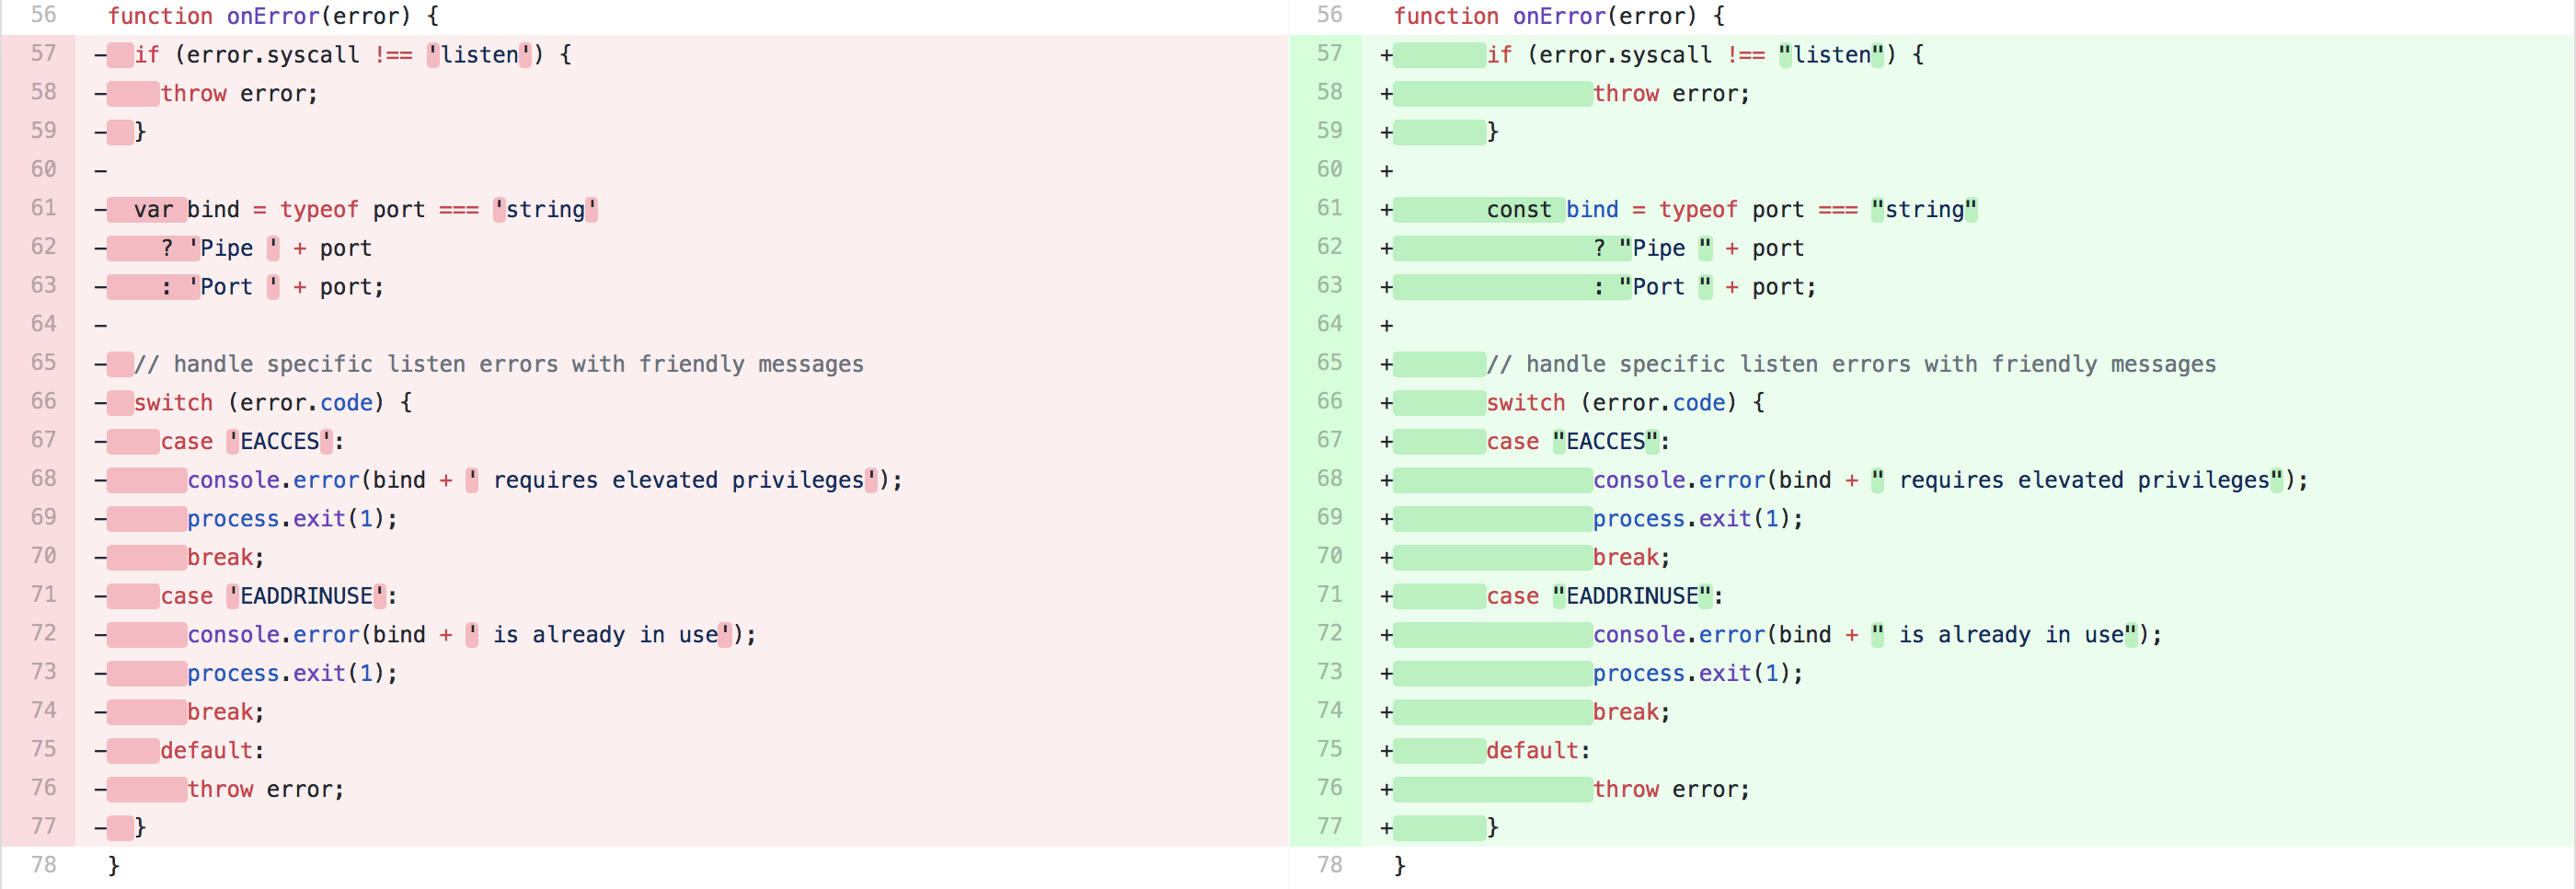 56 function onError(error) {
57 -  if (error.syscall !== 'listen') {
58 -    throw error;
59 -  }
60 -
61 -  var bind = typeof port === 'string'
62 -    ? 'Pipe ' + port
63 -    : 'Port ' + port;
64 -
65 -  // handle specific listen errors with friendly messages
66 -  switch (error.code) {
67 -    case 'EACCES':
68 -      console.error(bind + ' requires elevated privileges');
69 -      process.exit(1);
70 -      break;
71 -    case 'EADDRINUSE':
72 -      console.error(bind + ' is already in use');
73 -      process.exit(1);
74 -      break;
75 -    default:
76 -      throw error;
77 -  }
78 }
56 function onError(error) {
57 +	if (error.syscall !== "listen") {
58 +		throw error;
59 +	}
60 +
61 +	const bind = typeof port === "string"
62 +		? "Pipe " + port
63 +		: "Port " + port;
64 +
65 +	// handle specific listen errors with friendly messages
66 +	switch (error.code) {
67 +	case "EACCES":
68 +		console.error(bind + " requires elevated privileges");
69 +		process.exit(1);
70 +		break;
71 +	case "EADDRINUSE":
72 +		console.error(bind + " is already in use");
73 +		process.exit(1);
74 +		break;
75 +	default:
76 +		throw error;
77 +	}
78 }